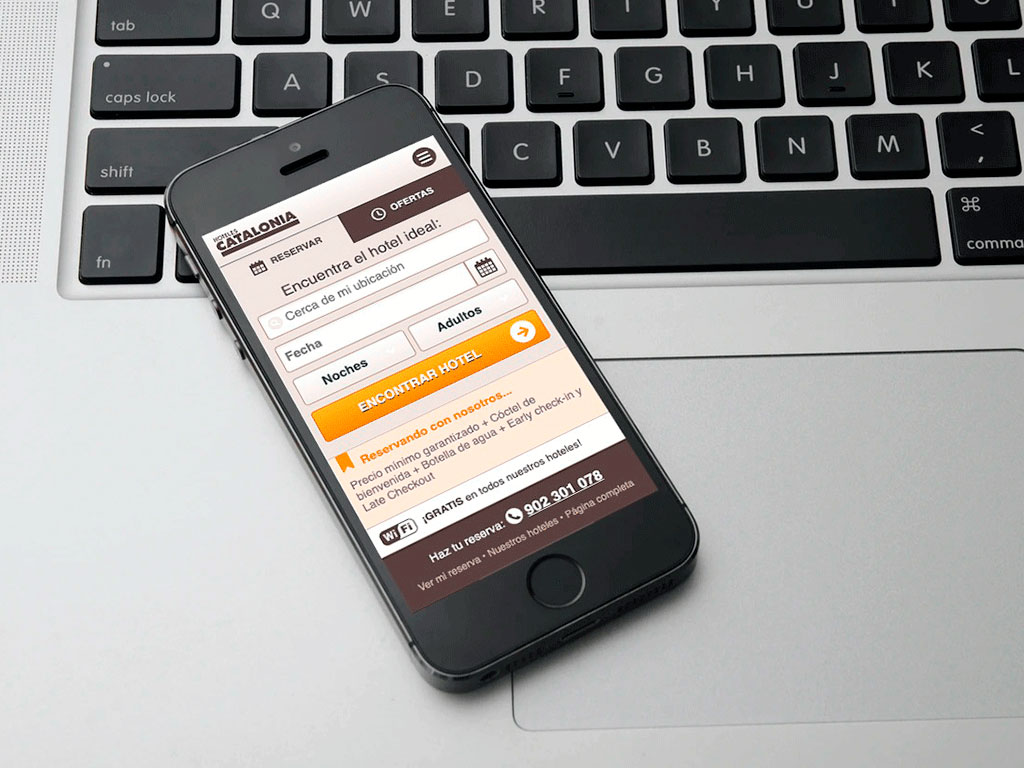 Q W E R T Y U I O
tab
A S D F G H J K L
caps lock
C V B N M < ,
shift
⌘
fn
comma
HOTELES
CATALONIA
RESERVAR
OFERTAS
Encuentra el hotel ideal:
Cerca de mi ubicación
Fecha
Noches
Adultos
ENCONTRAR HOTEL
Reservando con nosotros...
Precio mínimo garantizado + Cóctel de
bienvenida + Botella de agua + Early check-in y
Late Checkout
WiFi ¡GRATIS en todos nuestros hoteles!
Haz tu reserva: 902 301 078
Ver mi reserva • Nuestros hoteles • Página completa